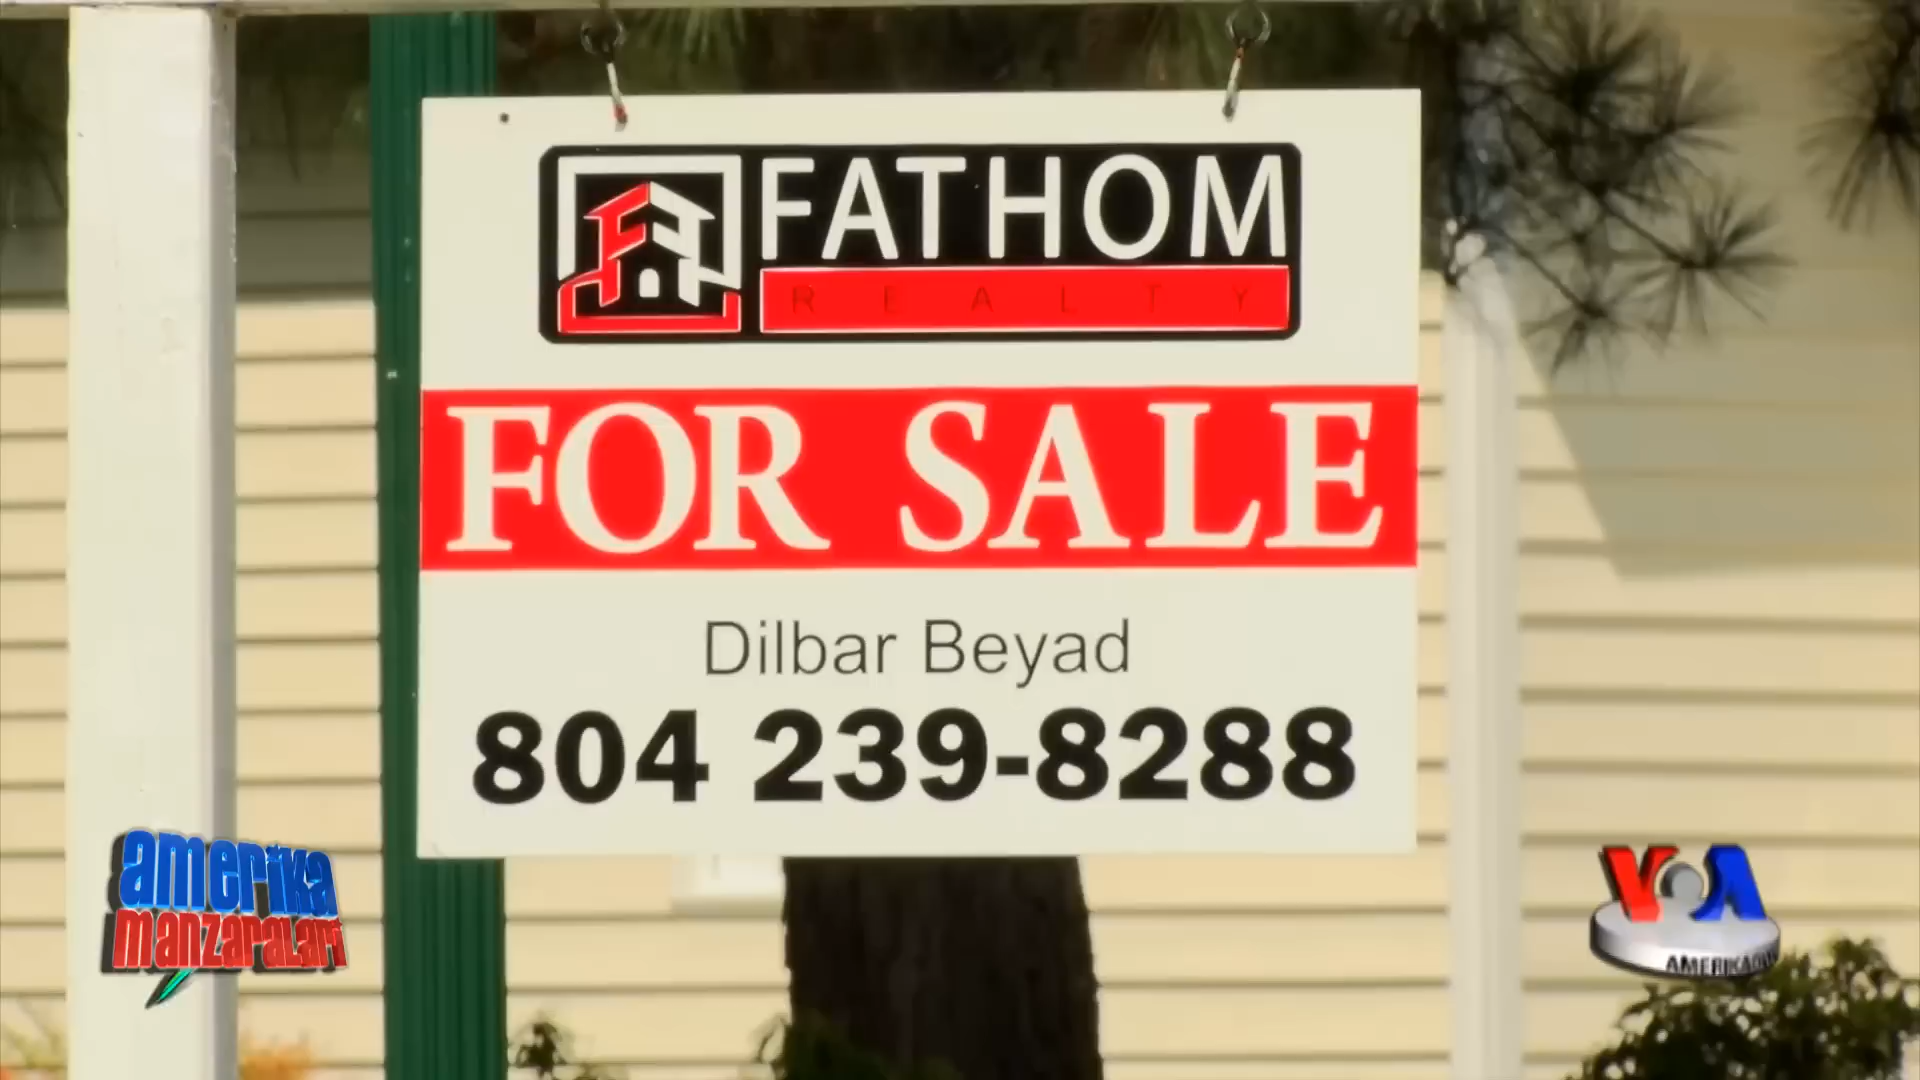 FATHOM
REALTY
FOR SALE
Dilbar Beyad
804 239-8288
amerika
manzaralari
VOA